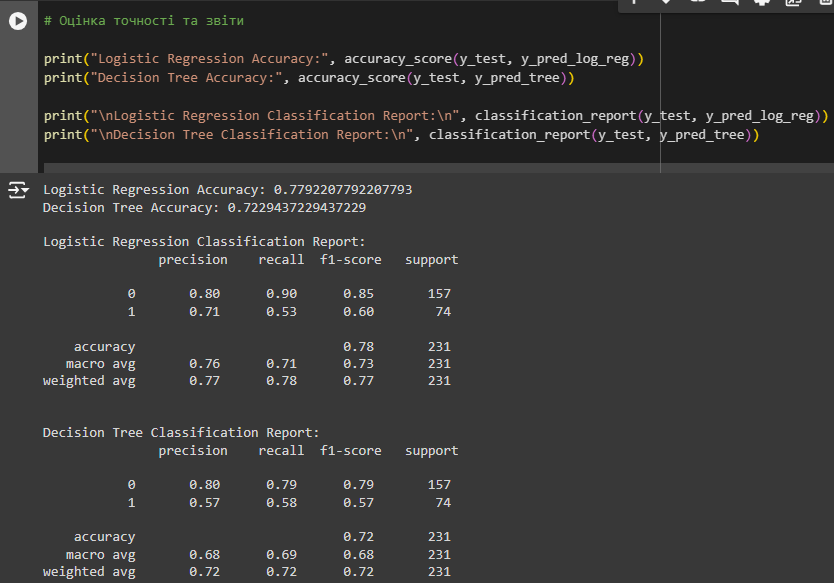 # Оцінка точності та звіти
print("Logistic Regression Accuracy:", accuracy_score(y_test, y_pred_log_reg))
print("Decision Tree Accuracy:", accuracy_score(y_test, y_pred_tree))
print("\nLogistic Regression Classification Report:\n", classification_report(y_test, y_pred_log_reg))
print("\nDecision Tree Classification Report:\n", classification_report(y_test, y_pred_tree))
Logistic Regression Accuracy: 0.7792207792207793
Decision Tree Accuracy: 0.7229437229437229
Logistic Regression Classification Report:
precision recall f1-score support
0 0.80 0.90 0.85 157
1 0.71 0.53 0.60 74
accuracy 0.78 231
macro avg 0.76 0.71 0.73 231
weighted avg 0.77 0.78 0.77 231
Decision Tree Classification Report:
precision recall f1-score support
0 0.80 0.79 0.79 157
1 0.57 0.58 0.57 74
accuracy 0.72 231
macro avg 0.68 0.69 0.68 231
weighted avg 0.72 0.72 0.72 231